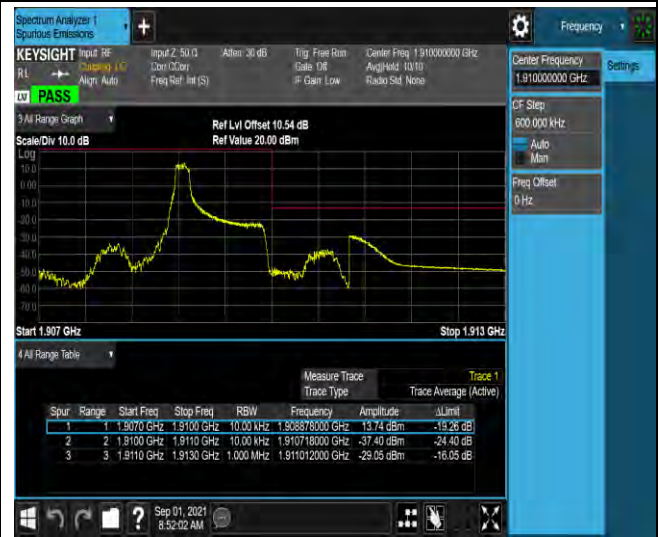 Spectrum Analyzer 1
Spurious Emissions
+
Frequency
KEYSIGHT
Input: RF
Coupling: DC
Align: Auto
Input Z: 50 Ω
Corr CCorr
Freq Ref: Int (S)
Atten: 30 dB
Trig: Free Run
Gate: Off
IF Gain: Low
Center Freq: 1.910000000 GHz
Avg|Hold: 10/10
Radio Std: None
RL
LXI
PASS
Center Frequency
1.910000000 GHz
Settings
CF Step
600.000 kHz
Auto
Man
Freq Offset
0 Hz
3 All Range Graph
Scale/Div 10.0 dB
Ref Lvl Offset 10.54 dB
Ref Value 20.00 dBm
Log
10.0
0.00
-10.0
-20.0
-30.0
-40.0
-50.0
-60.0
-70.0
Start 1.907 GHz
Stop 1.913 GHz
4 All Range Table
Measure Trace Trace 1
Trace Type Trace Average (Active)
Spur Range Start Freq Stop Freq RBW Frequency Amplitude ΔLimit
1 1 1.9070 GHz 1.9100 GHz 10.00 kHz 1.908878000 GHz 13.74 dBm -19.26 dB
2 2 1.9100 GHz 1.9110 GHz 10.00 kHz 1.910718000 GHz -37.40 dBm -24.40 dB
3 3 1.9110 GHz 1.9130 GHz 1.000 MHz 1.911012000 GHz -29.05 dBm -16.05 dB
?
Sep 01, 2021
8:52:02 AM